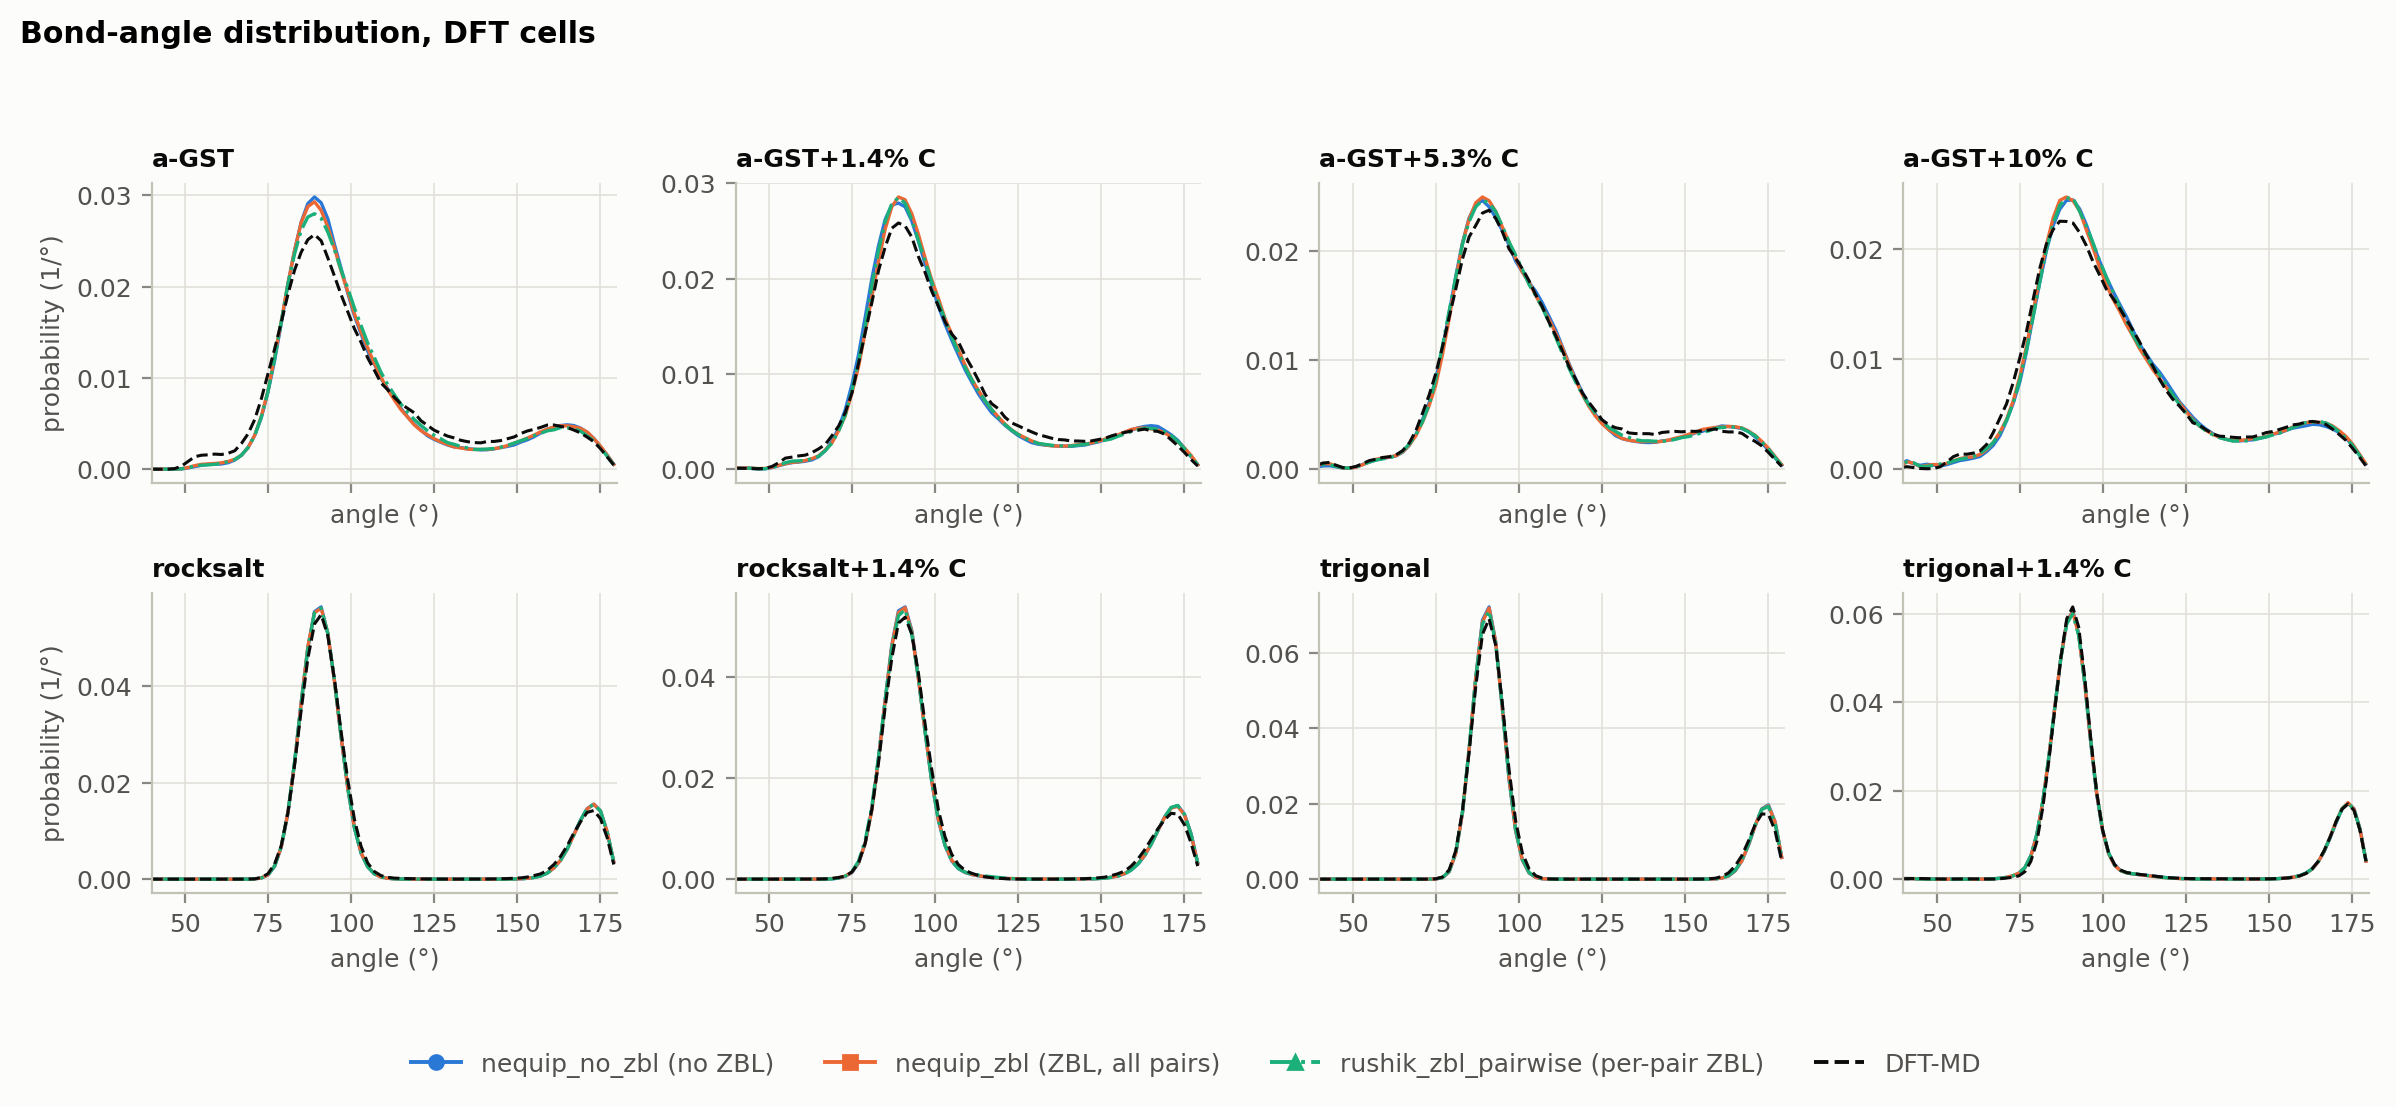 Bond-angle distribution, DFT cells
a-GST
a-GST+1.4% C
a-GST+5.3% C
a-GST+10% C
probability (1/°)
0.03
0.02
0.01
0.00
0.03
0.02
0.01
0.00
0.02
0.01
0.00
0.02
0.01
0.00
angle (°)
angle (°)
angle (°)
angle (°)
rocksalt
rocksalt+1.4% C
trigonal
trigonal+1.4% C
probability (1/°)
0.04
0.02
0.00
0.04
0.02
0.00
0.06
0.04
0.02
0.00
0.06
0.04
0.02
0.00
50 75 100 125 150 175
50 75 100 125 150 175
50 75 100 125 150 175
50 75 100 125 150 175
angle (°)
angle (°)
angle (°)
angle (°)
nequip_no_zbl (no ZBL)
nequip_zbl (ZBL, all pairs)
rushik_zbl_pairwise (per-pair ZBL)
DFT-MD